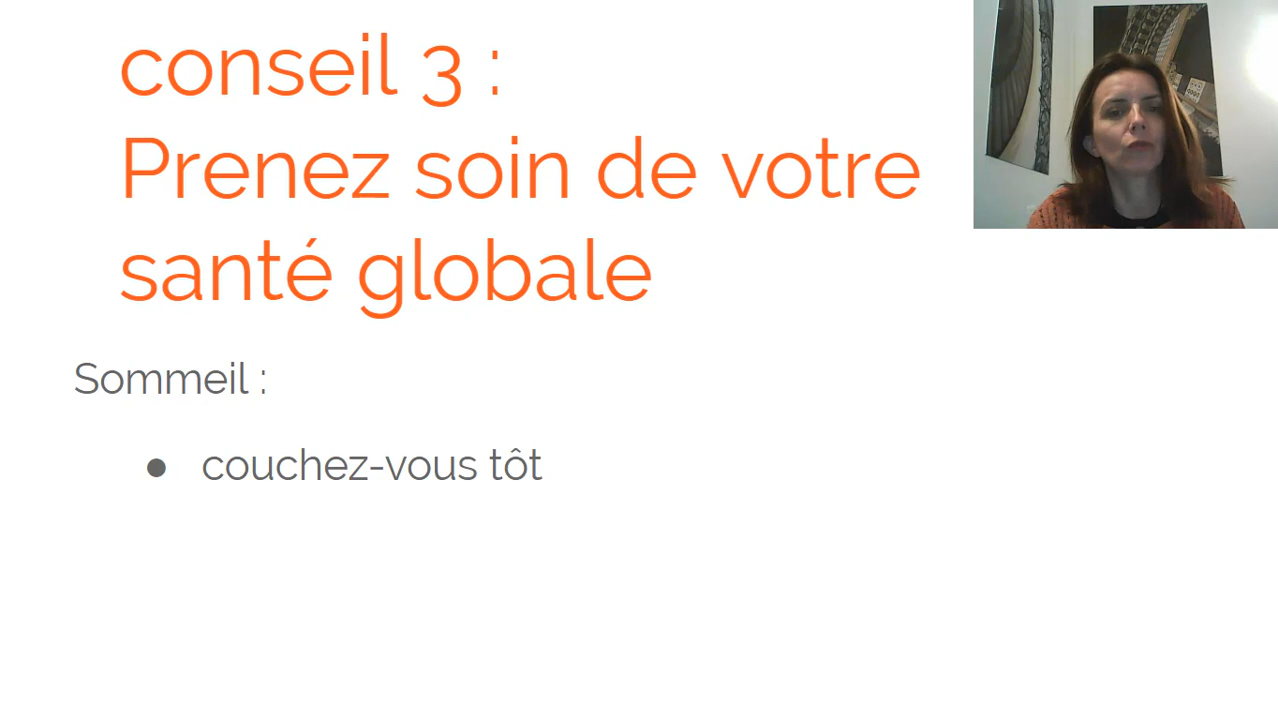 conseil 3 :
Prenez soin de votre
santé globale
Sommeil :
● couchez-vous tôt